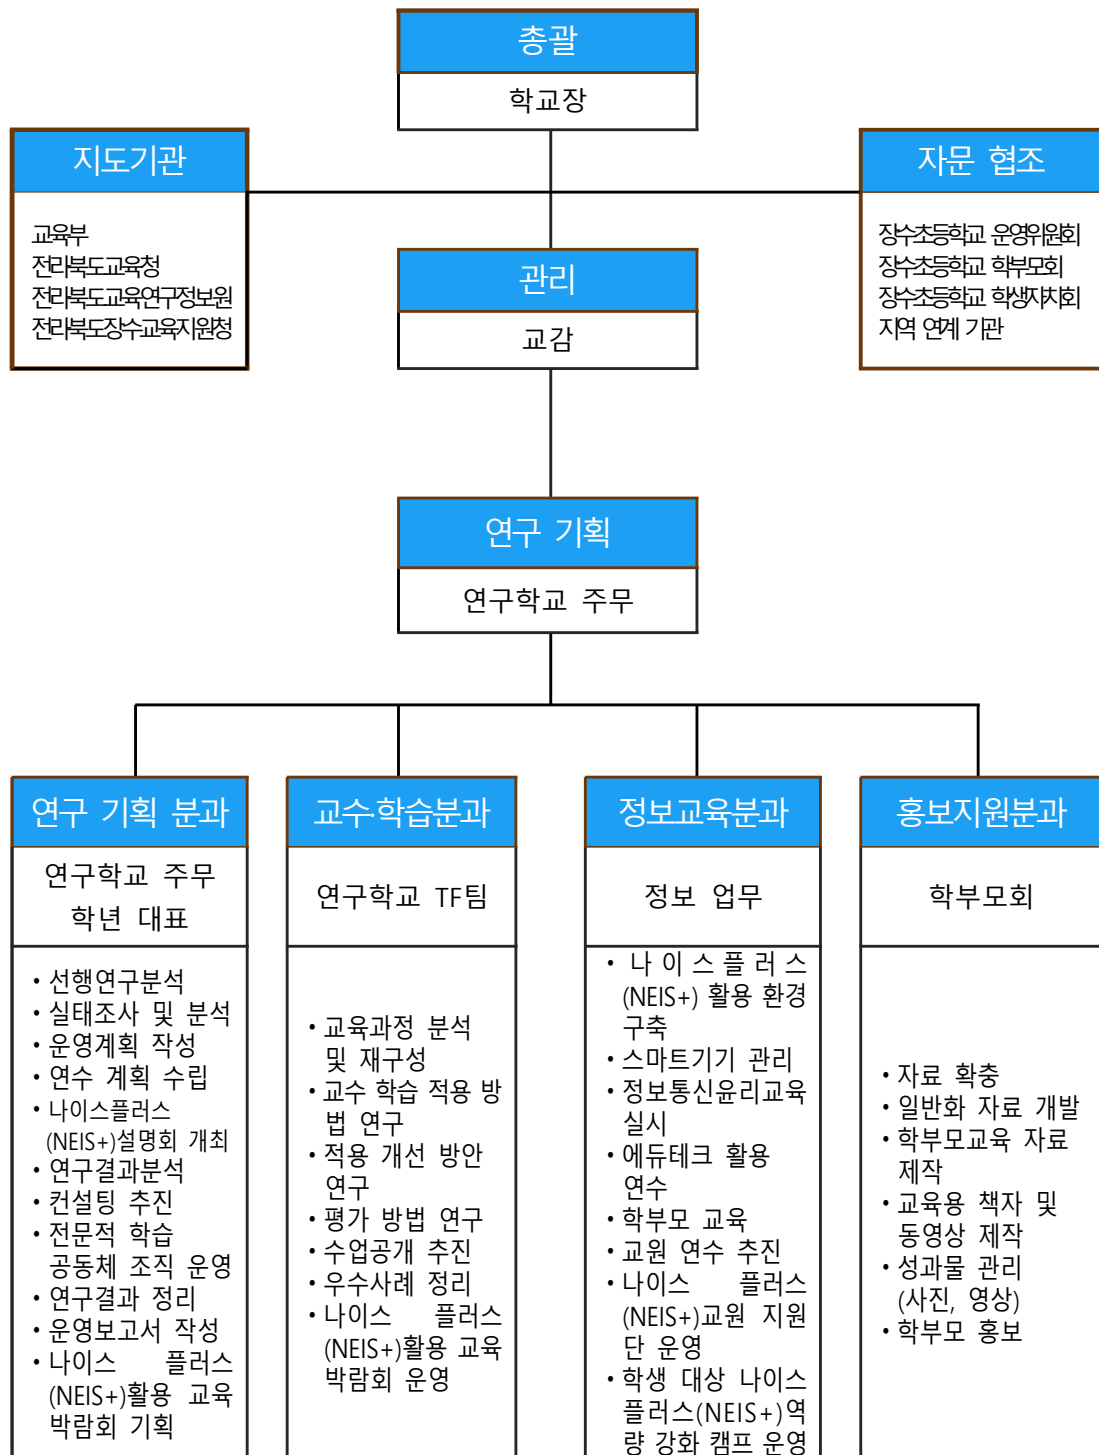 총괄
학교장
지도기관
교육부
전라북도교육청
전라북도교육연구정보원
전라북도장수교육지원청
자문 협조
장수초등학교 운영위원회
장수초등학교 학부모회
장수초등학교 학생자치회
지역 연계 기관
관리
교감
연구 기획
연구학교 주무
연구 기획 분과
연구학교 주무
학년 대표
• 선행연구분석
• 실태조사 및 분석
• 운영계획 작성
• 연수 계획 수립
• 나이스플러스
(NEIS+)설명회 개최
• 연구결과분석
• 컨설팅 추진
• 전문적 학습
공동체 조직 운영
• 연구결과 정리
• 운영보고서 작성
• 나이스 플러스
(NEIS+)활용 교육
박람회 기획
교수·학습분과
연구학교 TF팀
• 교육과정 분석
및 재구성
• 교수 학습 적용 방
법 연구
• 적용 개선 방안
연구
• 평가 방법 연구
• 수업공개 추진
• 우수사례 정리
• 나이스 플러스
(NEIS+)활용 교육
박람회 운영
정보교육분과
정보 업무
• 나이스플러스
(NEIS+) 활용 환경
구축
• 스마트기기 관리
• 정보통신윤리교육
실시
• 에듀테크 활용
연수
• 학부모 교육
• 교원 연수 추진
• 나이스 플러스
(NEIS+)교원 지원
단 운영
• 학생 대상 나이스
플러스(NEIS+)역
량 강화 캠프 운영
홍보지원분과
학부모회
• 자료 확충
• 일반화 자료 개발
• 학부모교육 자료
제작
• 교육용 책자 및
동영상 제작
• 성과물 관리
(사진, 영상)
• 학부모 홍보